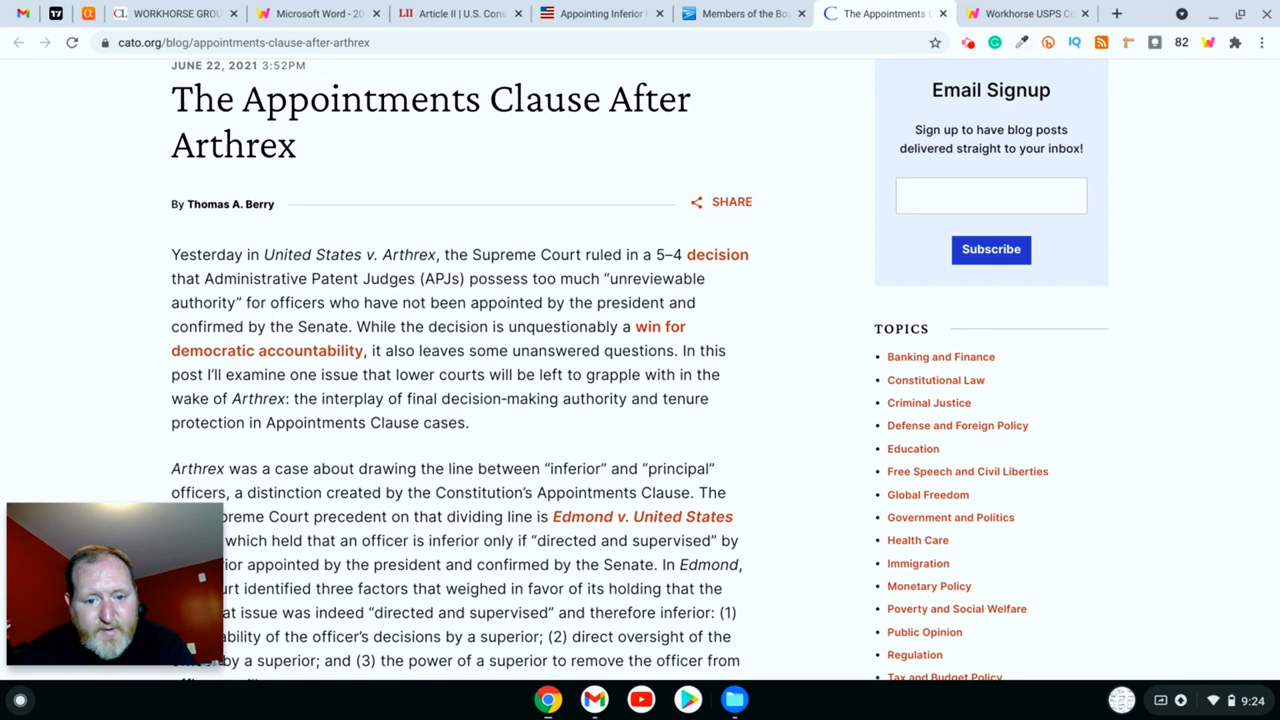 WORKHORSE GROU
Microsoft Word - 20
Article II | U.S. Cons
Appointing Inferior
Members of the Boa
The Appointments C
Workhorse USPS Co
cato.org/blog/appointments-clause-after-arthrex
82
JUNE 22, 2021 3:52PM
The Appointments Clause After
Arthrex
By Thomas A. Berry
SHARE
Yesterday in United States v. Arthrex, the Supreme Court ruled in a 5–4 decision
that Administrative Patent Judges (APJs) possess too much “unreviewable
authority” for officers who have not been appointed by the president and
confirmed by the Senate. While the decision is unquestionably a win for
democratic accountability, it also leaves some unanswered questions. In this
post I’ll examine one issue that lower courts will be left to grapple with in the
wake of Arthrex: the interplay of final decision-making authority and tenure
protection in Appointments Clause cases.
Arthrex was a case about drawing the line between “inferior” and “principal”
officers, a distinction created by the Constitution’s Appointments Clause. The
preme Court precedent on that dividing line is Edmond v. United States
which held that an officer is inferior only if “directed and supervised” by
ior appointed by the president and confirmed by the Senate. In Edmond,
urt identified three factors that weighed in favor of its holding that the
at issue was indeed “directed and supervised” and therefore inferior: (1)
ability of the officer’s decisions by a superior; (2) direct oversight of the
by a superior; and (3) the power of a superior to remove the officer from
Email Signup
Sign up to have blog posts
delivered straight to your inbox!
Subscribe
TOPICS
Banking and Finance
Constitutional Law
Criminal Justice
Defense and Foreign Policy
Education
Free Speech and Civil Liberties
Global Freedom
Government and Politics
Health Care
Immigration
Monetary Policy
Poverty and Social Welfare
Public Opinion
Regulation
Tax and Budget Policy
9:24